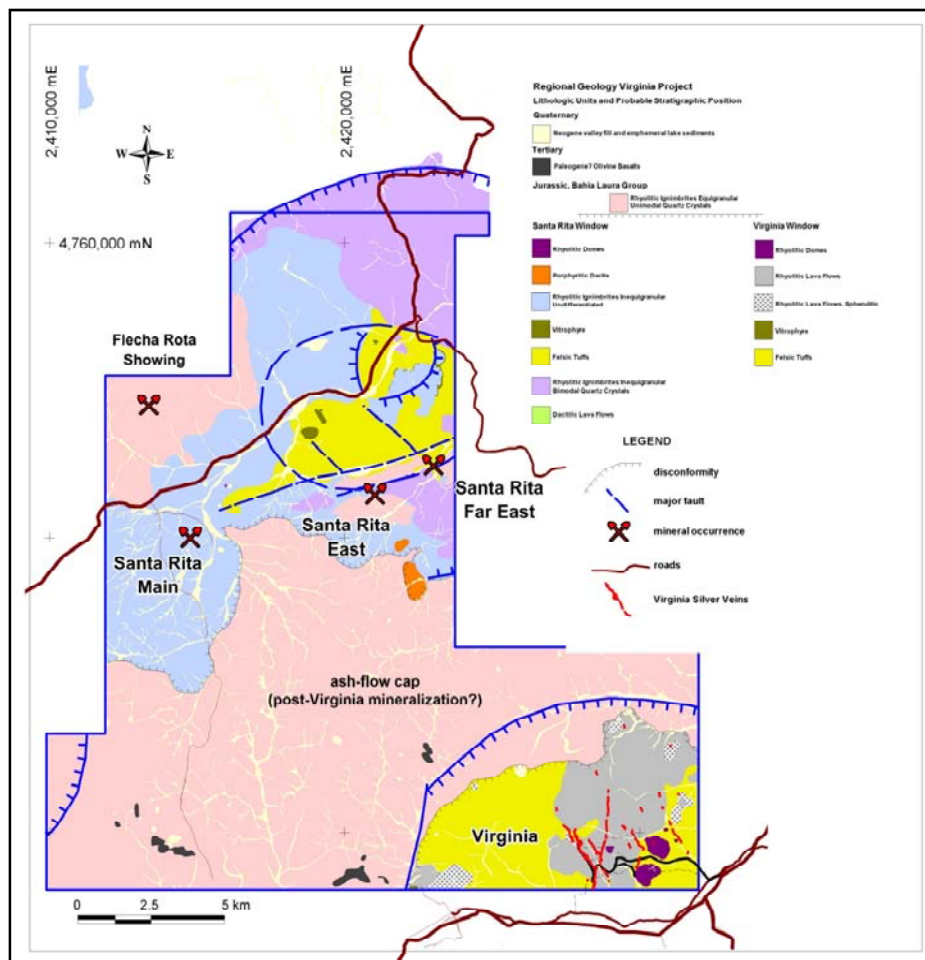 2,410,000 mE
2,420,000 mE
N
W E
S
4,760,000 mN
Regional Geology Virginia Project
Lithologic Units and Probable Stratigraphic Position
Quaternary
Neogene valley fill and emphemeral lake sediments
Tertiary
Paleogene? Olivine Basalts
Jurassic, Bahia Laura Group
Rhyolitic Ignimbrites Equigranular
Unimodal Quartz Crystals
Santa Rita Window
Rhyolitic Domes
Porphyritic Dacite
Rhyolitic Ignimbrites Inequigranular
Undifferentiated
Vitrophyre
Felsic Tuffs
Rhyolitic Ignimbrites Inequigranular
Bimodal Quartz Crystals
Dacitic Lava Flows
Virginia Window
Rhyolitic Domes
Rhyolitic Lava Flows
Rhyolitic Lava Flows, Spherulitic
Vitrophyre
Felsic Tuffs
LEGEND
disconformity
major fault
mineral occurrence
roads
Virginia Silver Veins
Flecha Rota
Showing
Santa Rita
Far East
Santa Rita
East
Santa Rita
Main
ash-flow cap
(post-Virginia mineralization?)
Virginia
0 2.5 5 km